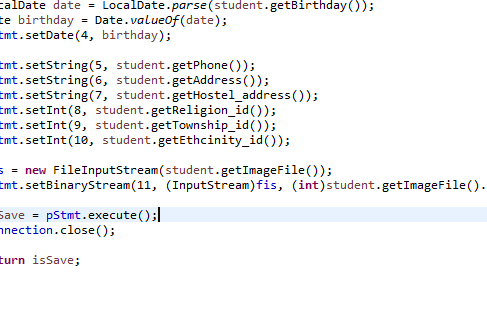 calDate date = LocalDate.parse(student.getBirthday());
te birthday = Date.valueOf(date);
tmt.setDate(4, birthday);
tmt.setString(5, student.getPhone());
tmt.setString(6, student.getAddress());
tmt.setString(7, student.getHostel_address());
tmt.setInt(8, student.getReligion_id());
tmt.setInt(9, student.getTownship_id());
tmt.setInt(10, student.getEthcinity_id());
s = new FileInputStream(student.getImageFile());
tmt.setBinaryStream(11, (InputStream)fis, (int)student.getImageFile().
Save = pStmt.execute();
nnection.close();
turn isSave;